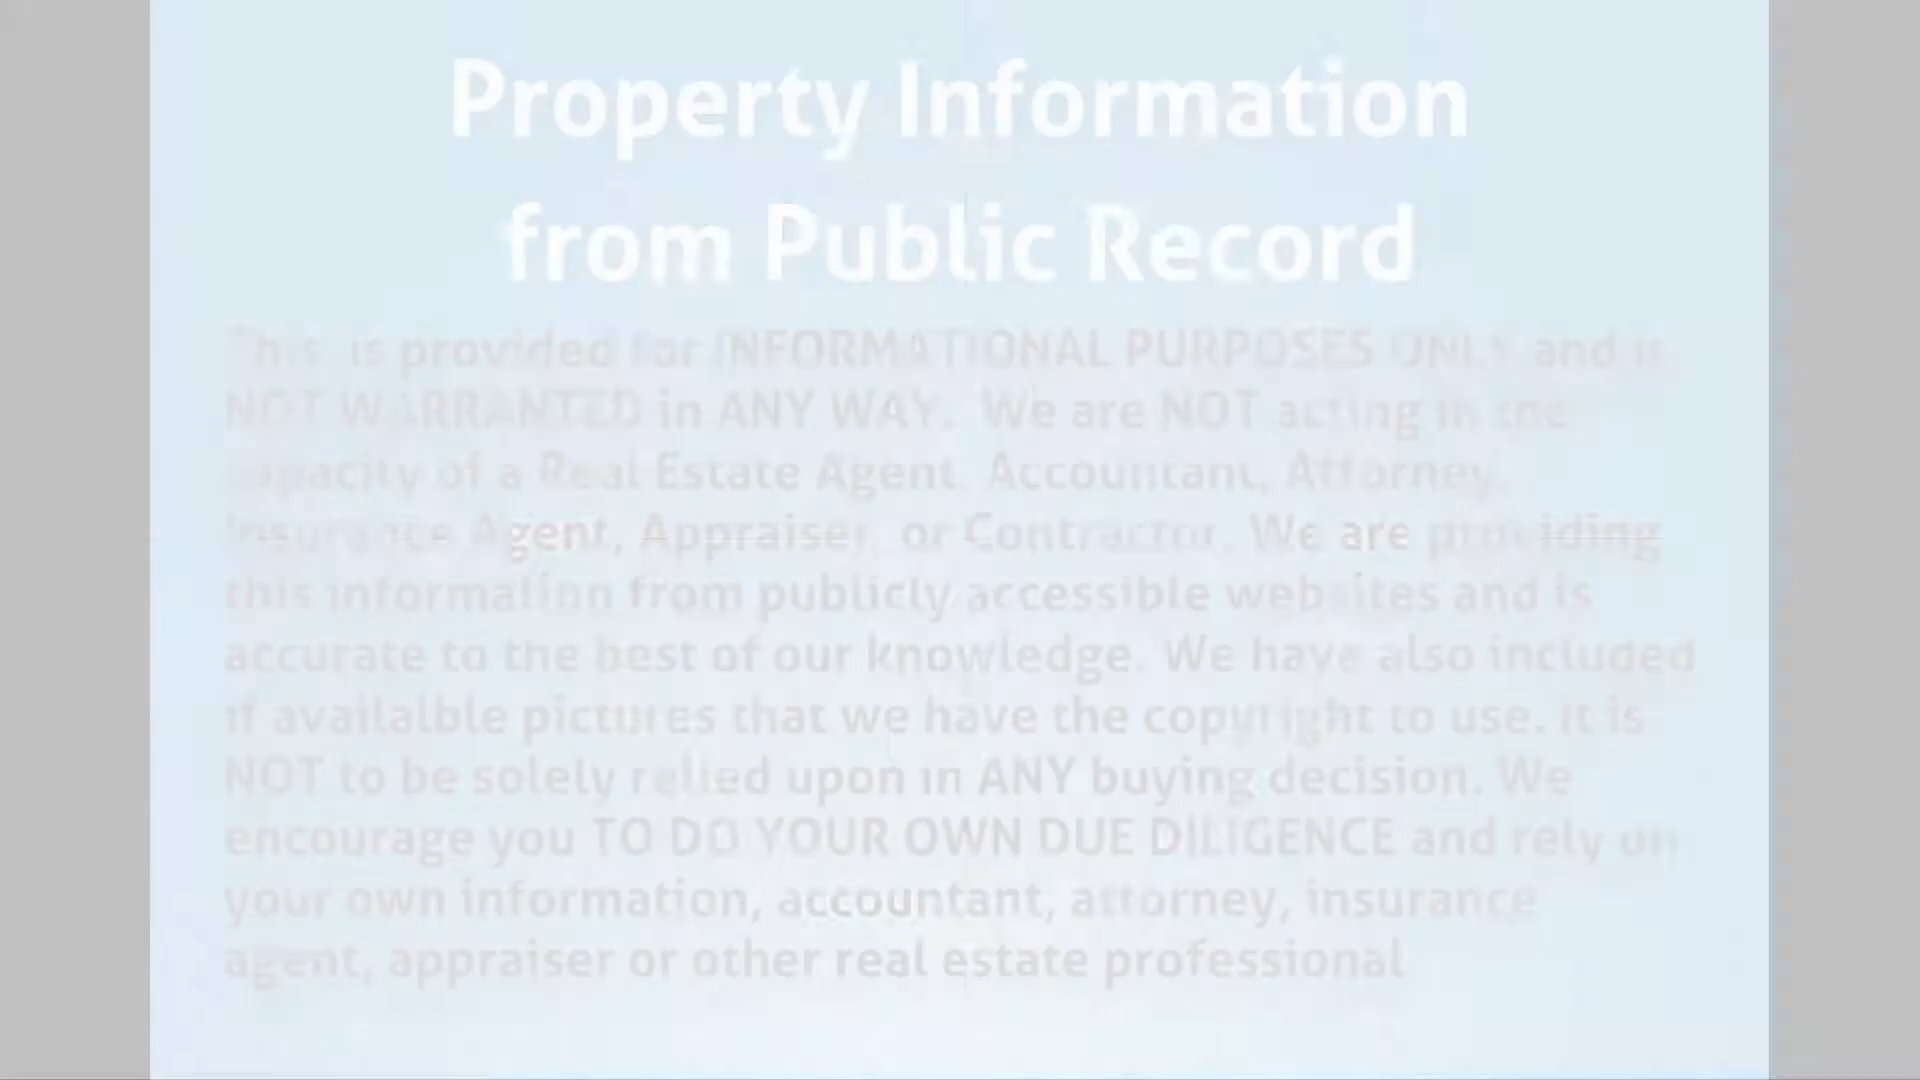 Property Information
from Public Record
This is provided for INFORMATIONAL PURPOSES ONLY and is
NOT WARRANTED in ANY WAY. We are NOT acting in the
capacity of a Real Estate Agent, Accountant, Attorney,
Insurance Agent, Appraiser, or Contractor. We are providing
this information from publicly accessible websites and is
accurate to the best of our knowledge. We have also included
if availalble pictures that we have the copyright to use. It is
NOT to be solely relied upon in ANY buying decision. We
encourage you TO DO YOUR OWN DUE DILIGENCE and rely on
your own information, accountant, attorney, insurance
agent, appraiser or other real estate professional